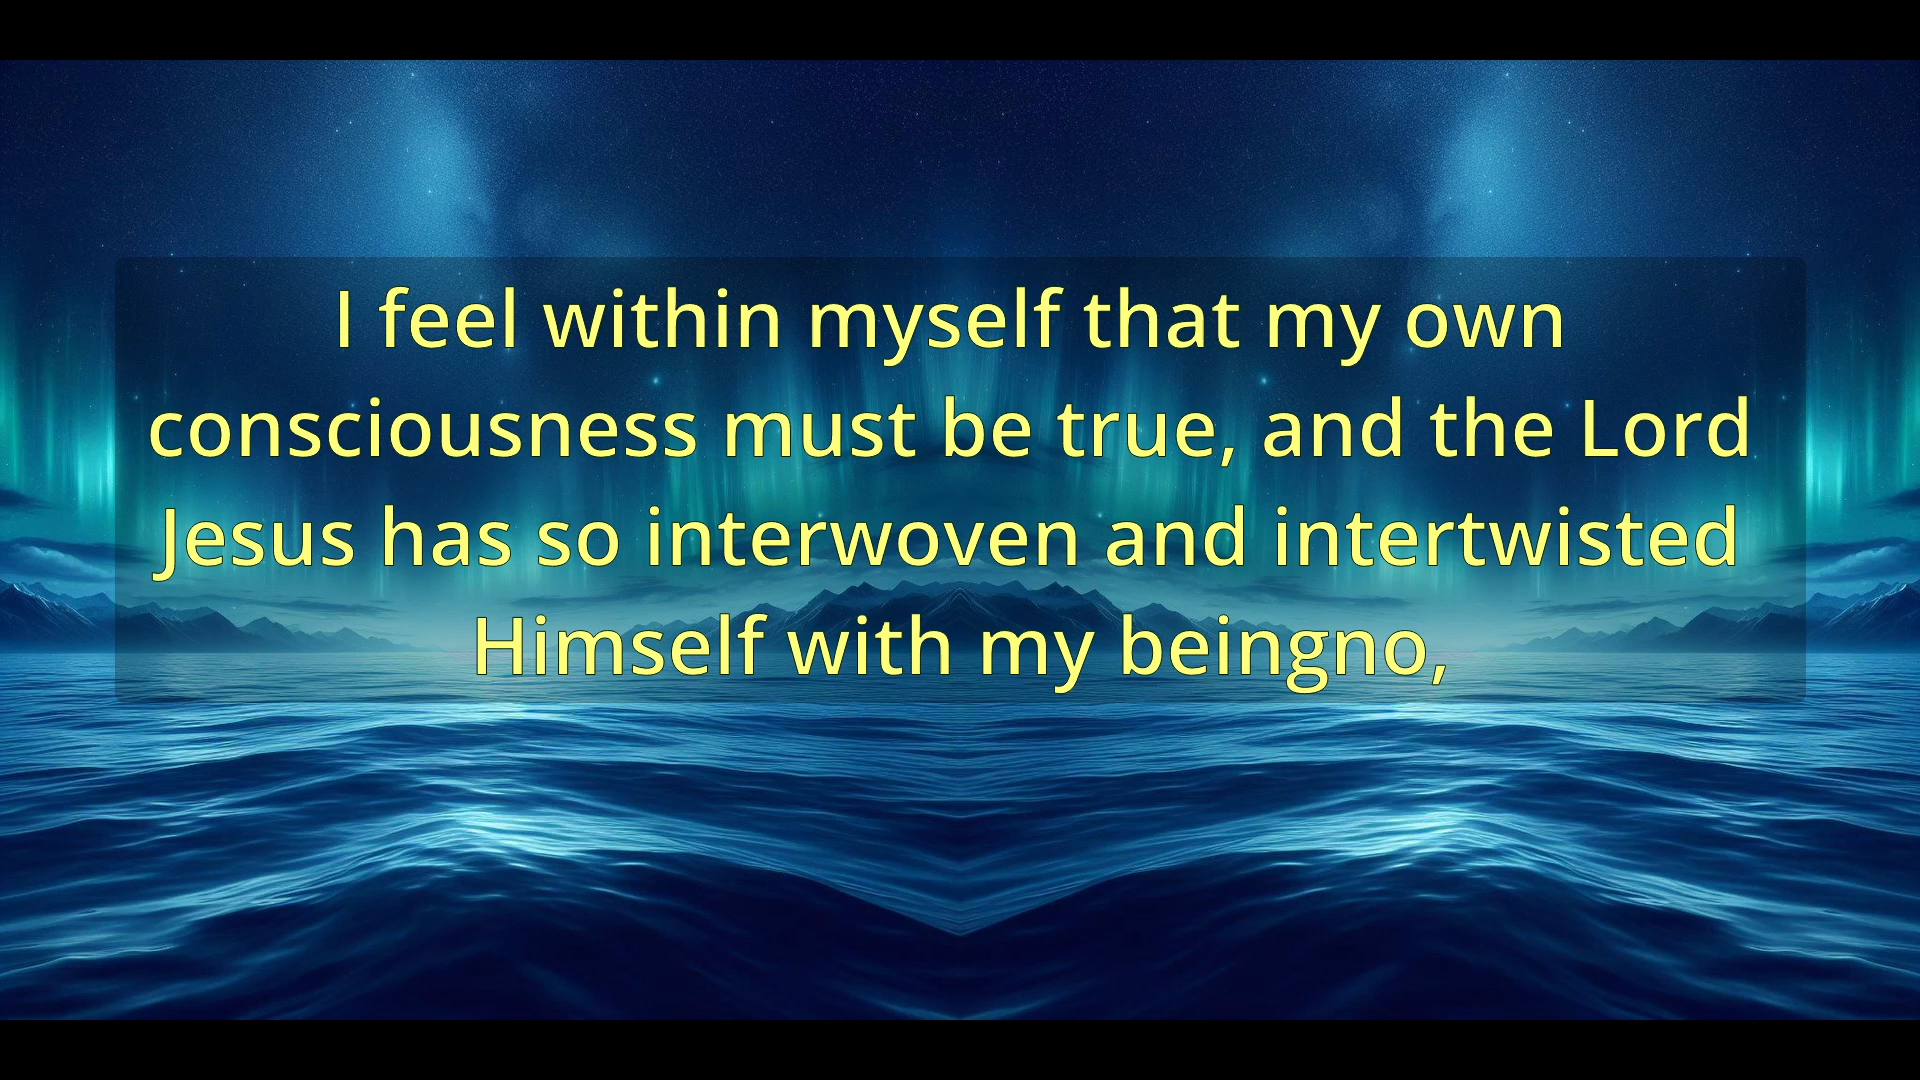 I feel within myself that my own
consciousness must be true, and the Lord
Jesus has so interwoven and intertwisted
Himself with my beingno,